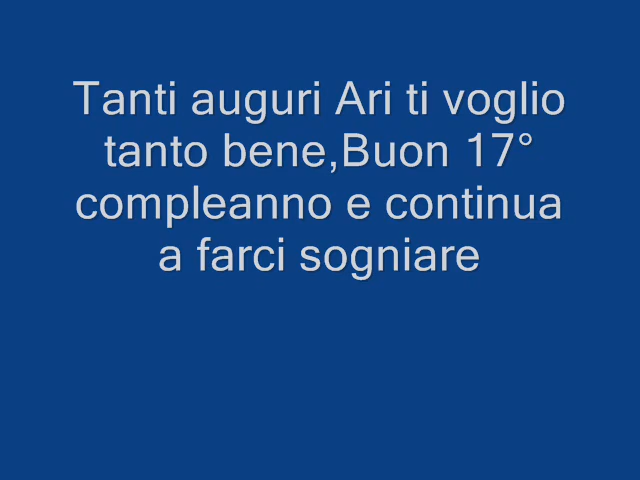 Tanti auguri Ari ti voglio
tanto bene,Buon 17°
compleanno e continua
a farci sogniare